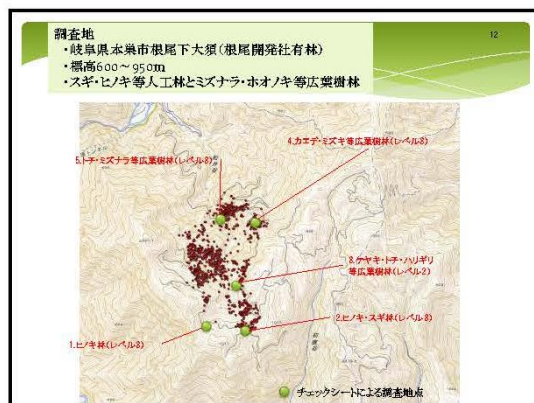 12
調査地
・岐阜県本巣市根尾下大須（根尾開発社有林）
・標高600～950m
・スギ・ヒノキ等人工林とミズナラ・ホオノキ等広葉樹林
4.カエデ・ミズキ等広葉樹林(レベル3)
5.トチ・ミズナラ等広葉樹林(レベル3)
3.ケヤキ・トチ・ハリギリ
等広葉樹林(レベル2)
2.ヒノキ・スギ林(レベル3)
1.ヒノキ林(レベル3)
チェックシートによる調査地点